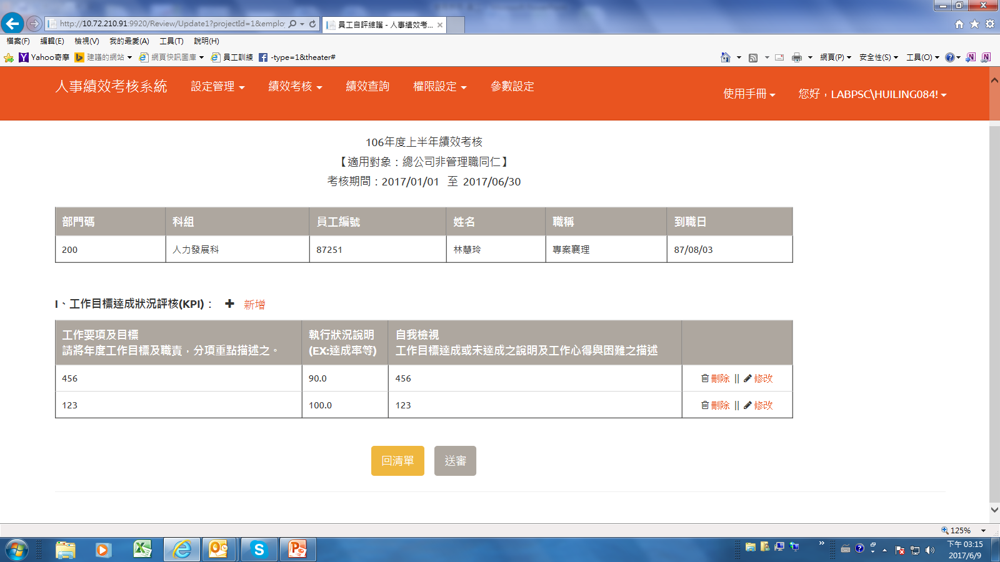 http://10.72.210.91:9920/Review/Update1?projectId=1&employ
員工自評維護 - 人事績效考...
檔案(F) 編輯(E) 檢視(V) 我的最愛(A) 工具(T) 說明(H)
Yahoo奇摩 建議的網站 網頁快訊圖庫 員工訓練 -type=1&theater#
網頁(P) 安全性(S) 工具(O)
人事績效考核系統 設定管理 績效考核 績效查詢 權限設定 參數設定
使用手冊 您好，LABPSC\HUILING084!
106年度上半年績效考核
【適用對象：總公司非管理職同仁】
考核期間：2017/01/01 至 2017/06/30
部門碼 科組 員工編號 姓名 職稱 到職日
200 人力發展科 87251 林慧玲 專案襄理 87/08/03
I、工作目標達成狀況評核(KPI)： 新增
工作要項及目標 執行狀況說明 自我檢視
請將年度工作目標及職責，分項重點描述之。 (EX:達成率等) 工作目標達成或未達成之說明及工作心得與困難之描述
456 90.0 456 刪除 || 修改
123 100.0 123 刪除 || 修改
回清單 送審
125%
下午 03:15
2017/6/9